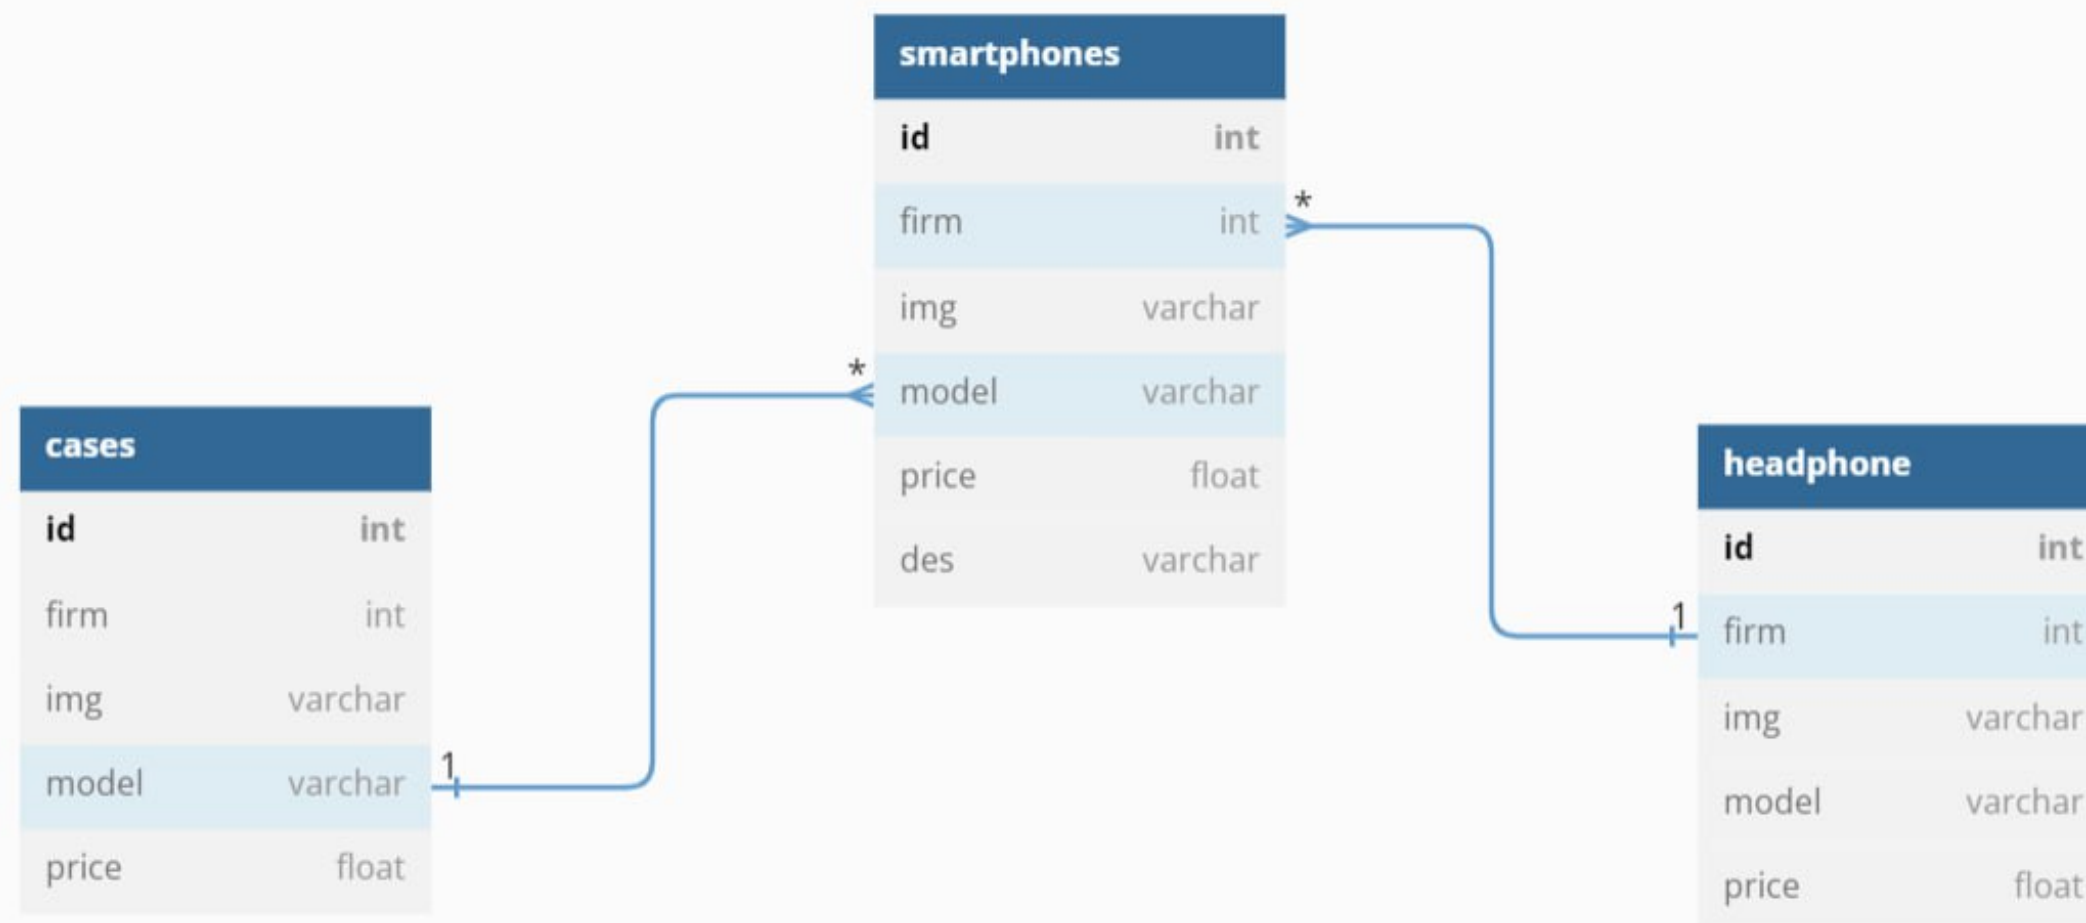 smartphones
id int
firm int
img varchar
model varchar
price float
des varchar
*
*
cases
id int
firm int
img varchar
model varchar
price float
1
headphone
id int
firm int
img varchar
model varchar
price float
1